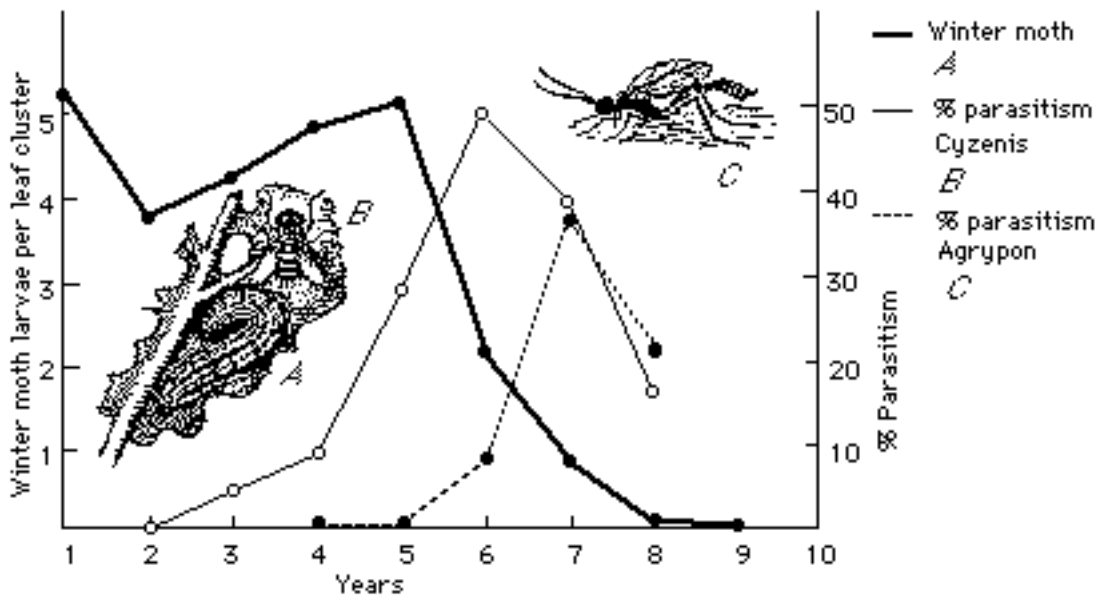 Winter moth larvae per leaf cluster
5
4
3
2
1
1 2 3 4 5 6 7 8 9 10
Years
A
B
C
50
40
30
20
10
% Parasitism
Winter moth
A
% parasitism
Cyzenis
B
% parasitism
Agrypon
C